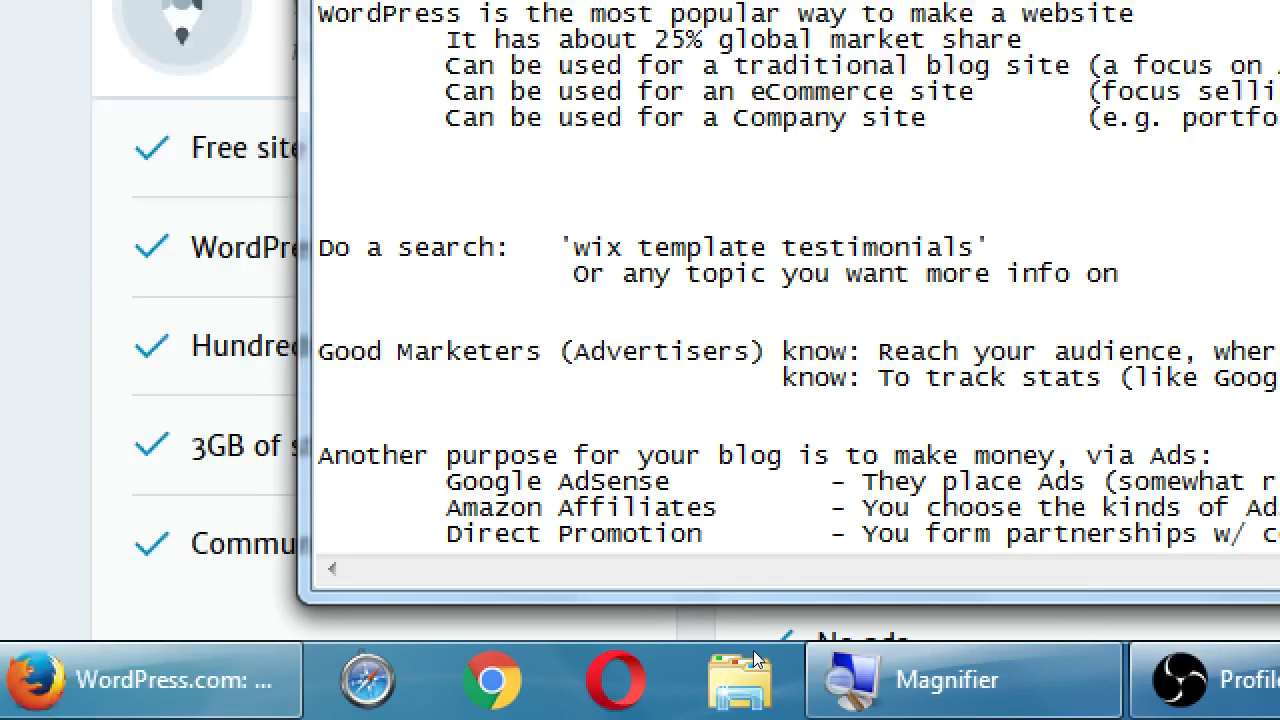 WordPress is the most popular way to make a website
It has about 25% global market share
Can be used for a traditional blog site (a focus on
Can be used for an eCommerce site (focus selli
Can be used for a Company site (e.g. portfo
Free site
WordPre
Do a search: 'wix template testimonials'
Or any topic you want more info on
Hundred
Good Marketers (Advertisers) know: Reach your audience, wher
know: To track stats (like Goog
3GB of s
Another purpose for your blog is to make money, via Ads:
Google AdSense - They place Ads (somewhat r
Amazon Affiliates - You choose the kinds of Ad
Direct Promotion - You form partnerships w/ c
Commu
No ads
WordPress.com: ...
Magnifier
Profile